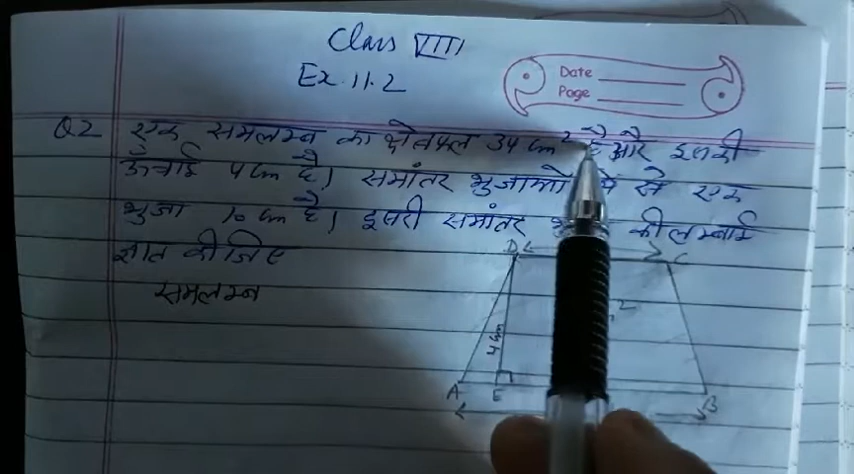 Class VIII
Ex. 11.2
Date
Page
Q2 एक समलम्ब का क्षेत्रफल 34 cm² है और इसकी
ऊँचाई 4 cm है। समांतर भुजाओं से एक
भुजा 10 cm है। दूसरी समांतर की लम्बाई
ज्ञात कीजिए
समलम्ब
D C
4 cm
A E B